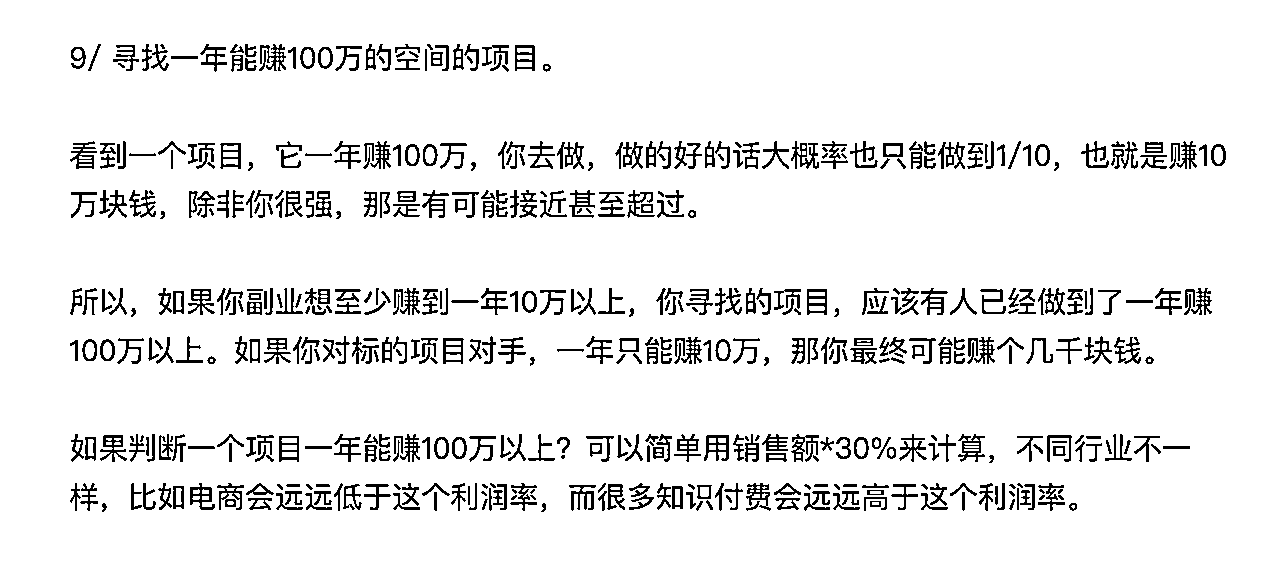 9/ 寻找一年能赚100万的空间的项目。
看到一个项目，它一年赚100万，你去做，做的好的话大概率也只能做到1/10，也就是赚10
万块钱，除非你很强，那是有可能接近甚至超过。
所以，如果你副业想至少赚到一年10万以上，你寻找的项目，应该有人已经做到了一年赚
100万以上。如果你对标的项目对手，一年只能赚10万，那你最终可能赚个几千块钱。
如果判断一个项目一年能赚100万以上？可以简单用销售额*30%来计算，不同行业不一
样，比如电商会远远低于这个利润率，而很多知识付费会远远高于这个利润率。